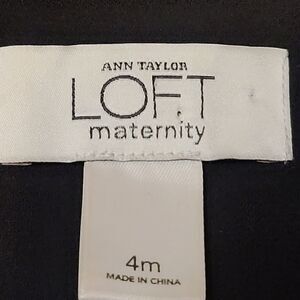 ANN TAYLOR
LOFT
maternity
4m
MADE IN CHINA